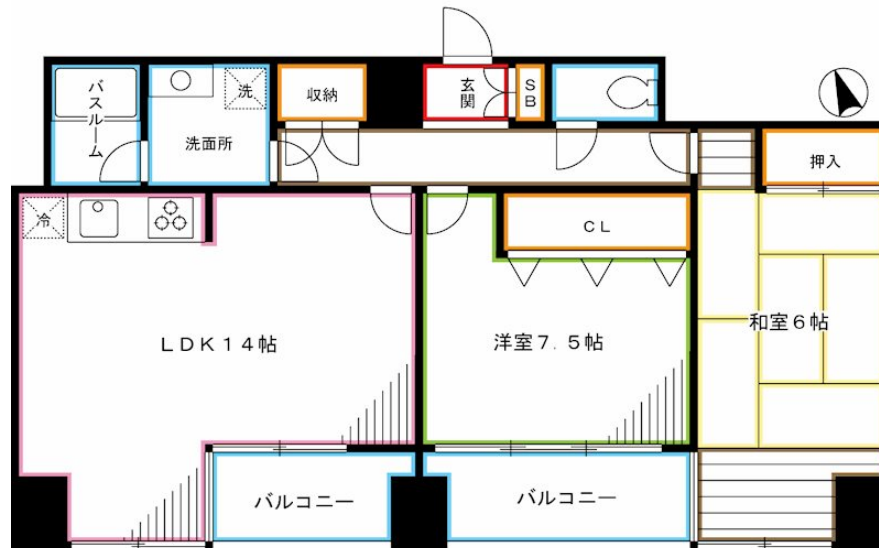 バスルーム
洗
洗面所
収納
玄関
SB
押入
冷
CL
LDK14帖
洋室7.5帖
和室6帖
バルコニー
バルコニー